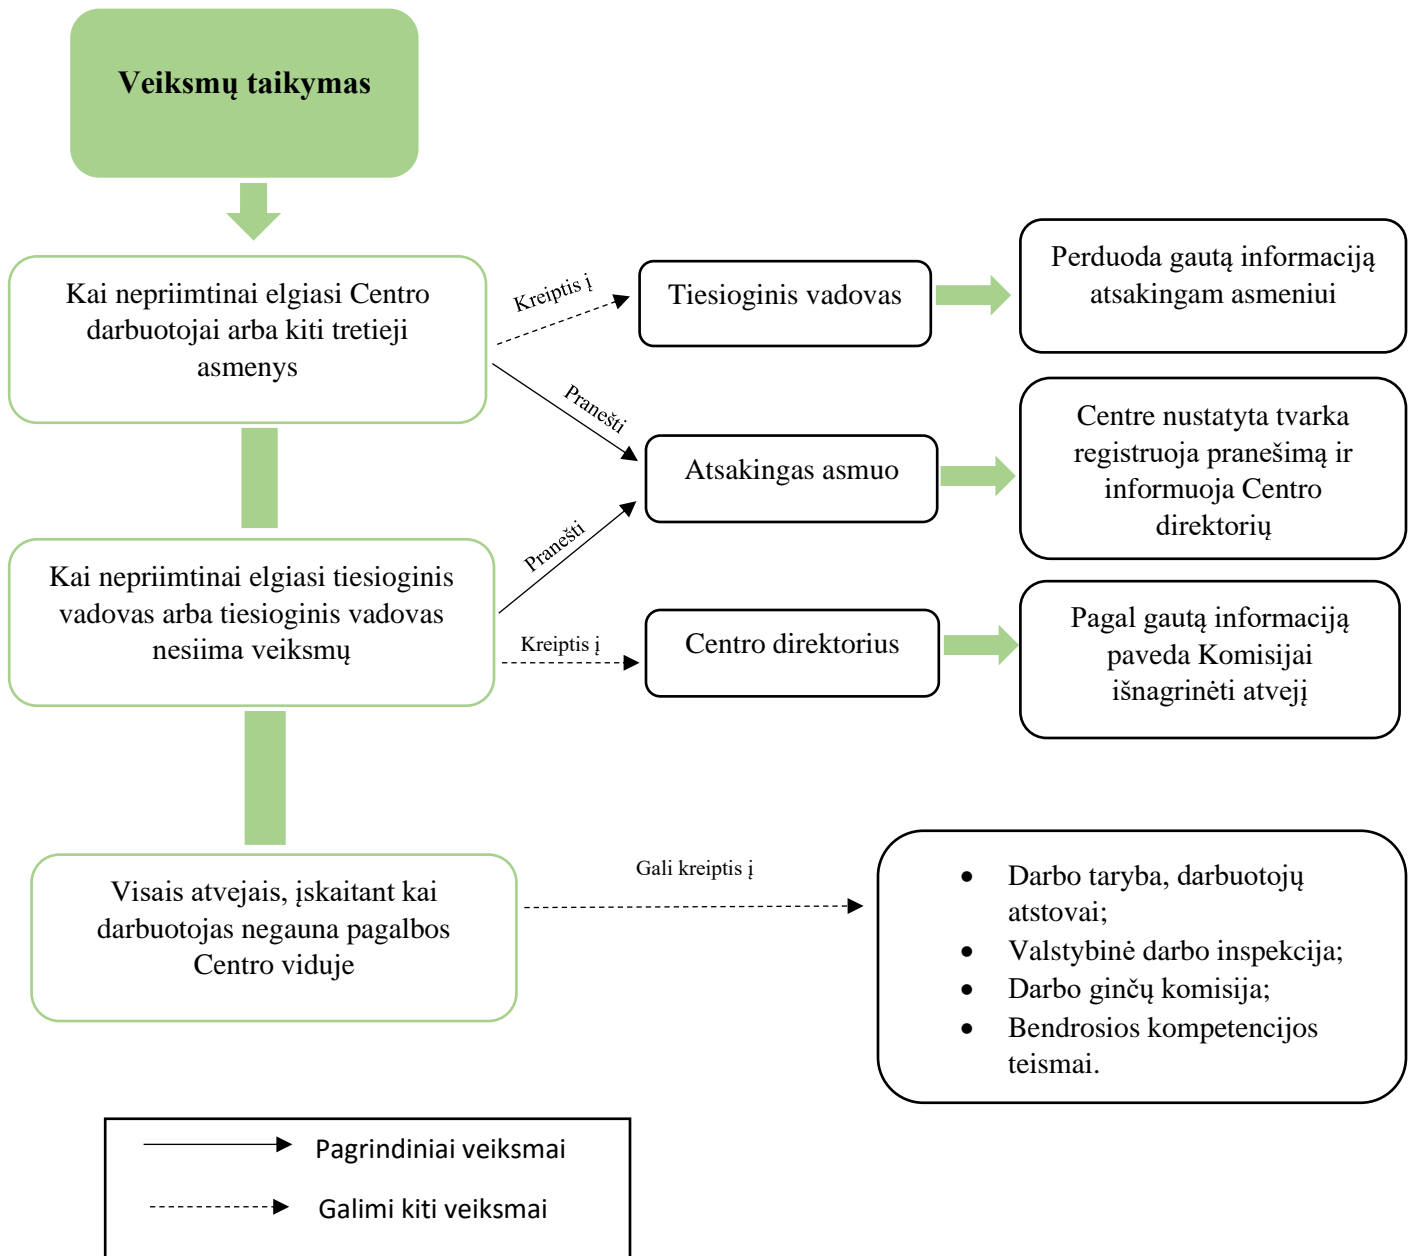 Veiksmų taikymas
Kai nepriimtinai elgiasi Centro
darbuotojai arba kiti tretieji
asmenys
Kreiptis į
Tiesioginis vadovas
Perduoda gautą informaciją
atsakingam asmeniui
Pranešti
Atsakingas asmuo
Centre nustatyta tvarka
registruoja pranešimą ir
informuoja Centro
direktorių
Kai nepriimtinai elgiasi tiesioginis
vadovas arba tiesioginis vadovas
nesiima veiksmų
Pranešti
Kreiptis į
Centro direktorius
Pagal gautą informaciją
paveda Komisijai
išnagrinėti atvejį
Visais atvejais, įskaitant kai
darbuotojas negauna pagalbos
Centro viduje
Gali kreiptis į
• Darbo taryba, darbuotojų
atstovai;
• Valstybinė darbo inspekcija;
• Darbo ginčų komisija;
• Bendrosios kompetencijos
teismai.
Pagrindiniai veiksmai
Galimi kiti veiksmai